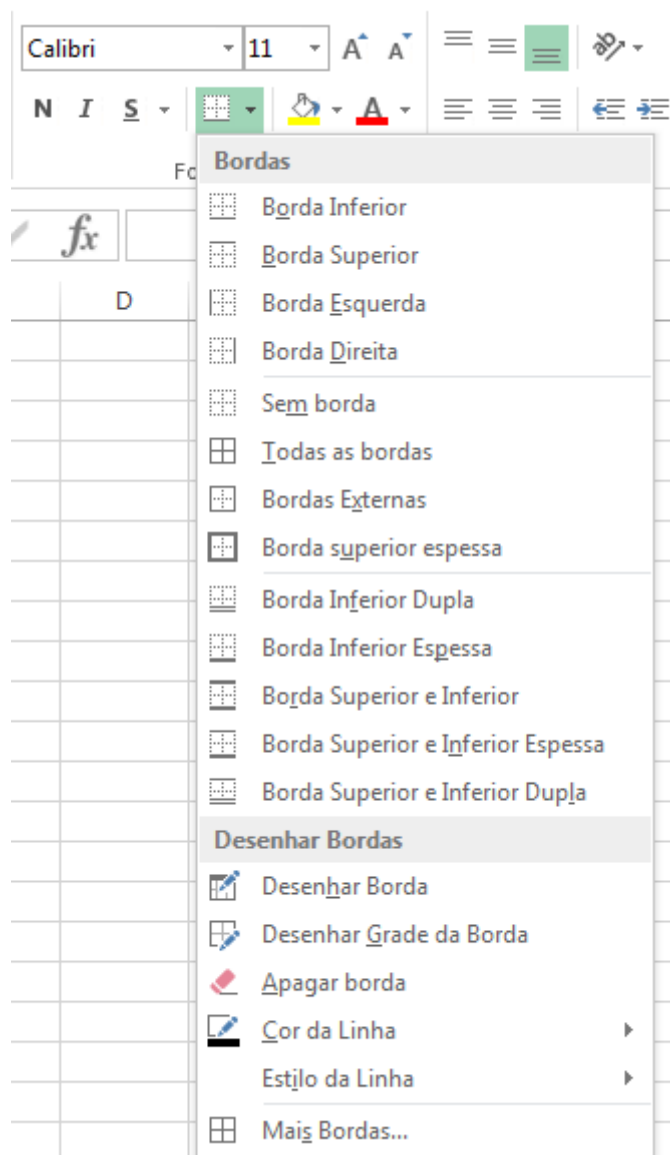 Calibri 11 A A ab
N I S A
Fo
fx
D
Bordas
Borda Inferior
Borda Superior
Borda Esquerda
Borda Direita
Sem borda
Todas as bordas
Bordas Externas
Borda superior espessa
Borda Inferior Dupla
Borda Inferior Espessa
Borda Superior e Inferior
Borda Superior e Inferior Espessa
Borda Superior e Inferior Dupla
Desenhar Bordas
Desenhar Borda
Desenhar Grade da Borda
Apagar borda
Cor da Linha
Estilo da Linha
Mais Bordas...